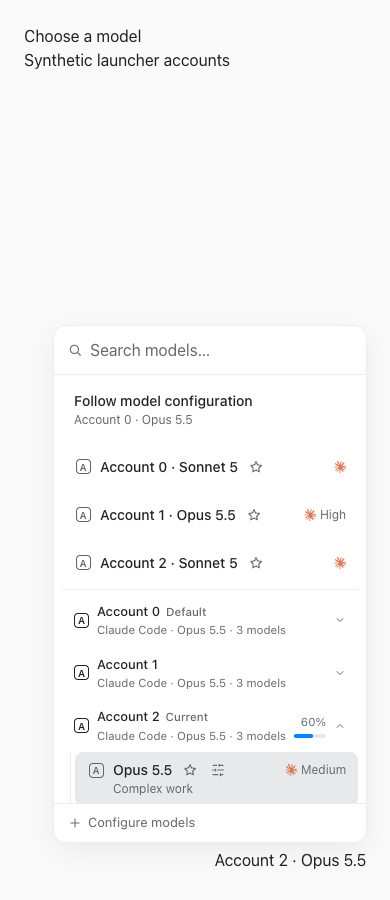 Choose a model
Synthetic launcher accounts
Search models...
Follow model configuration
Account 0 · Opus 5.5
A Account 0 · Sonnet 5
A Account 1 · Opus 5.5 High
A Account 2 · Sonnet 5
A Account 0 Default
Claude Code · Opus 5.5 · 3 models
A Account 1
Claude Code · Opus 5.5 · 3 models
A Account 2 Current 60%
Claude Code · Opus 5.5 · 3 models
A Opus 5.5 Medium
Complex work
Configure models
Account 2 · Opus 5.5